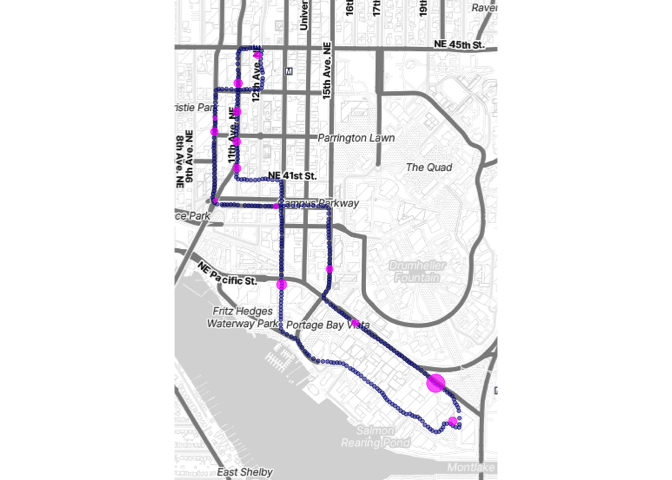 Univer
16th
17th
19th
Raver
NE 45th St.
12th Ave. NE
M
15th Ave. NE
ristie Park
11th Ave. NE
Parrington Lawn
9th Ave. NE
8th Ave. NE
The Quad
NE 41st St.
Campus Parkway
ce Park
NE Pacific St.
Drumheller
Fountain
Fritz Hedges
Waterway Park
Portage Bay Vista
Salmon
Rearing Pond
Montlake
East Shelby